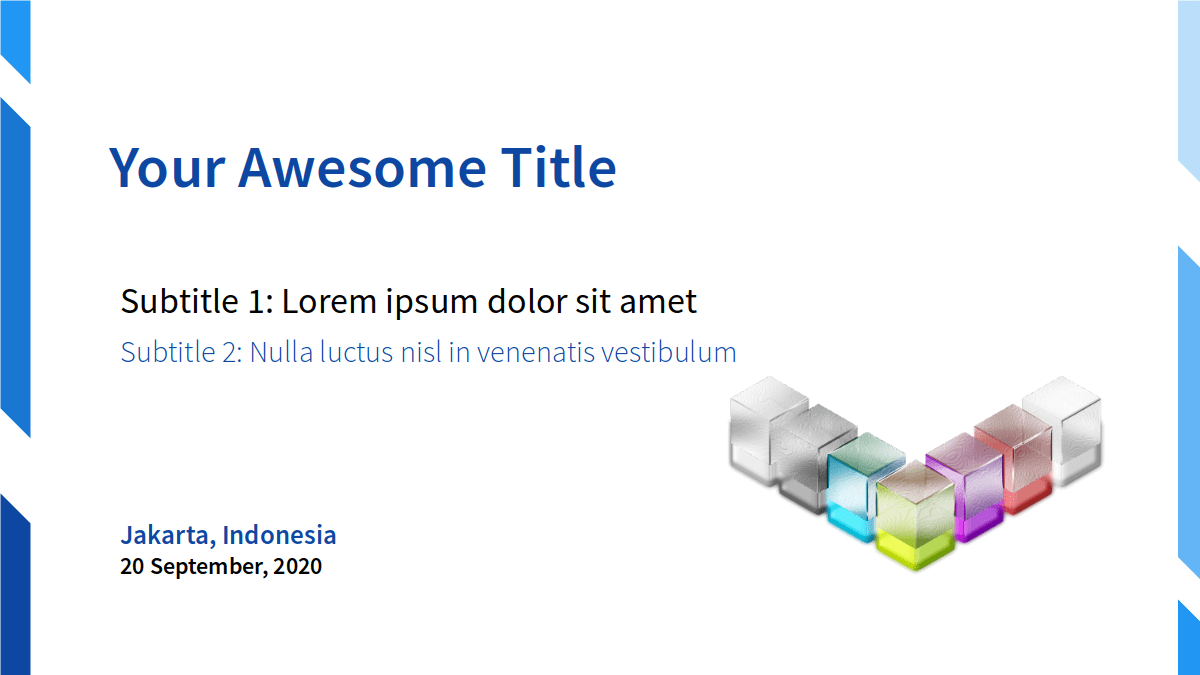 Your Awesome Title
Subtitle 1: Lorem ipsum dolor sit amet
Subtitle 2: Nulla luctus nisl in venenatis vestibulum
Jakarta, Indonesia
20 September, 2020